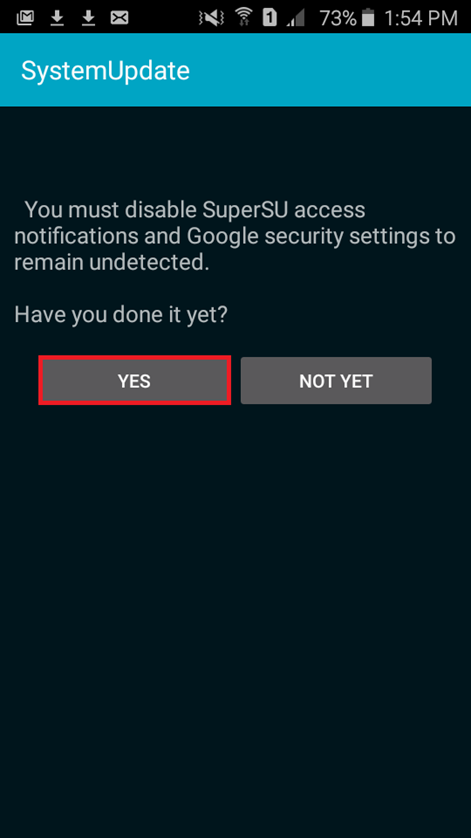 73% 1:54 PM
SystemUpdate
You must disable SuperSU access
notifications and Google security settings to
remain undetected.
Have you done it yet?
YES NOT YET